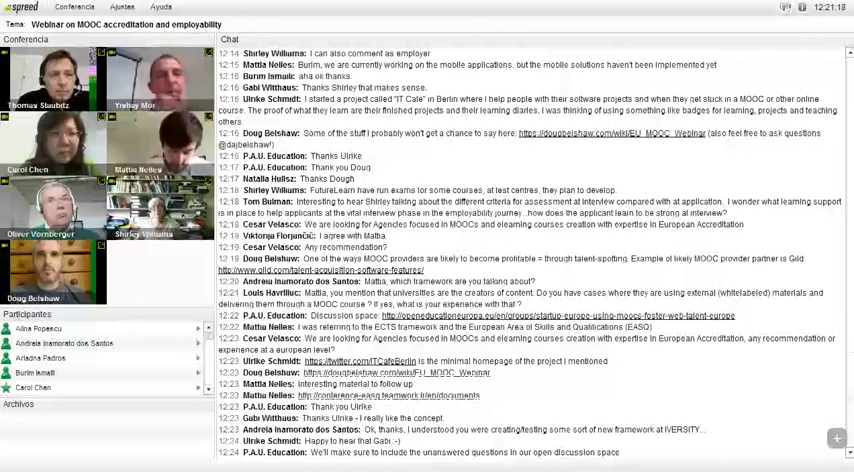 spreed Conferencia Ajustes Ayuda 12:21:18
Tema: Webinar on MOOC accreditation and employability
Conferencia
Thomas Staubitz
Yishay Mor
Carol Chen
Mattia Nelles
Oliver Vornberger
Shirley Williams
Doug Belshaw
Participantes
Alina Popescu
Andreia Inamorato dos Santos
Ariadna Padros
Burim Ismaili
Carol Chen
Archivos
Chat
12:14 Shirley Williams: I can also comment as employer
12:15 Mattia Nelles: Burim, we are currently working on the mobile applications, but the mobile solutions haven't been implemented yet
12:15 Burim Ismaili: aha ok thanks.
12:16 Gabi Witthaus: Thanks Shirley that makes sense.
12:16 Ulrike Schmidt: I started a project called "IT Cafe" in Berlin where I help people with their software projects and when they get stuck in a MOOC or other online
course. The proof of what they learn are their finished projects and their learning diaries. I was thinking of using something like badges for learning, projects and teaching
others.
12:16 Doug Belshaw: Some of the stuff I probably won't get a chance to say here: https://dougbelshaw.com/wiki/EU_MOOC_Webinar (also feel free to ask questions
@dajbelshaw!)
12:16 P.A.U. Education: Thanks Ulrike
12:17 P.A.U. Education: Thank you Doug
12:17 Thanks Dough
12:18 Shirley Williams: FutureLearn have run exams for some courses, at test centres, they plan to develop.
12:18 Tom Bulman: Interesting to hear Shirley talking about the different criteria for assessment at interview compared with at application. I wonder what learning support
is in place to help applicants at the vital interview phase in the employability journey ..how does the applicant learn to be strong at interview?
12:18 Cesar Velasco: We are looking for Agencies focused in MOOCs and elearning courses creation with expertise in European Accreditation
12:19 I agree with Mattia.
12:19 Cesar Velasco: Any recommendation?
12:19 Doug Belshaw: One of the ways MOOC providers are likely to become profitable = through talent-spotting. Example of likely MOOC provider partner is Gild.
http://www.gild.com/talent-acquisition-software-features/
12:20 Andreia Inamorato dos Santos: Mattia, which framework are you talking about?
12:21 Mattia, you mention that universities are the creators of content. Do you have cases where they are using external (whitelabeled) materials and
delivering them through a MOOC course ? If yes, what is your experience with that ?
12:22 P.A.U. Education: Discussion space: http://openeducationeuropa.eu/en/groups/startup-europe-using-moocs-foster-web-talent-europe
12:22 Mattia Nelles: I was referring to the ECTS framework and the European Area of Skills and Qualifications (EASQ)
12:23 Cesar Velasco: We are looking for Agencies focused in MOOCs and elearning courses creation with expertise in European Accreditation, any recommendation or
experience at a european level?
12:23 Ulrike Schmidt: https://twitter.com/ITCafeBerlin is the minimal homepage of the project I mentioned
12:23 Doug Belshaw: https://dougbelshaw.com/wiki/EU_MOOC_Webinar
12:23 Mattia Nelles: Interesting material to follow up
12:23 Mattia Nelles: http://conference-easq.teamwork.fr/en/documents
12:23 P.A.U. Education: Thank you Ulrike
12:23 Gabi Witthaus: Thanks Ulrike - I really like the concept.
12:23 Andreia Inamorato dos Santos: Ok, thanks, I understood you were creating/testing some sort of new framework at IVERSITY...
12:24 Ulrike Schmidt: Happy to hear that Gabi :-)
12:24 P.A.U. Education: We'll make sure to include the unanswered questions in our open discussion space